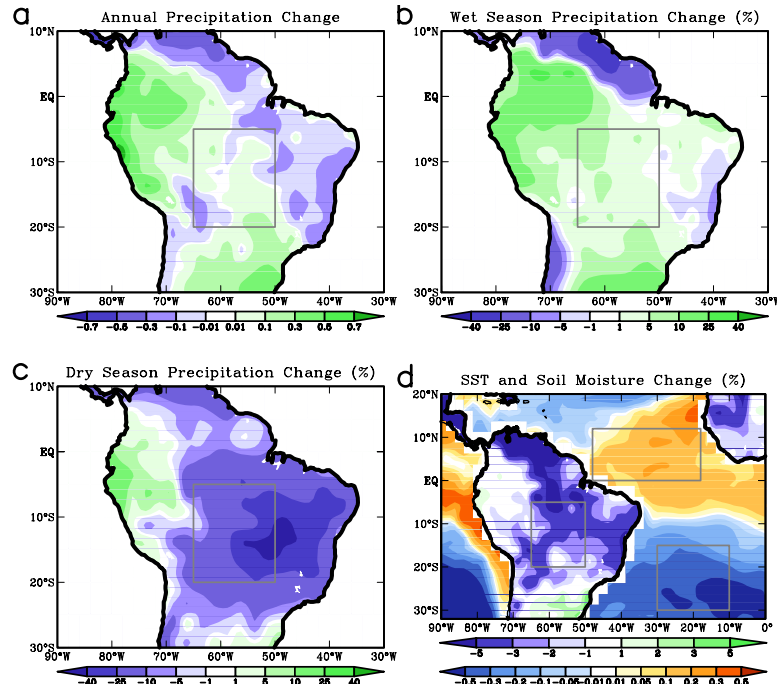 a Annual Precipitation Change
10°N
EQ
10°S
20°S
30°S
90°W 80°W 70°W 60°W 50°W 40°W 30°W
-0.7 -0.5 -0.3 -0.1 -0.01 0.01 0.1 0.3 0.5 0.7
b Wet Season Precipitation Change (%)
10°N
EQ
10°S
20°S
30°S
90°W 80°W 70°W 60°W 50°W 40°W 30°W
-40 -25 -10 -5 -1 1 5 10 25 40
c Dry Season Precipitation Change (%)
10°N
EQ
10°S
20°S
30°S
90°W 80°W 70°W 60°W 50°W 40°W 30°W
-40 -25 -10 -5 -1 1 5 10 25 40
d SST and Soil Moisture Change (%)
20°N
10°N
EQ
10°S
20°S
30°S
90°W 80°W 70°W 60°W 50°W 40°W 30°W 20°W 10°W 0°
-5 -3 -2 -1 1 2 3 5
-0.5 -0.3 -0.2 -0.1 -0.05 -0.01 0.01 0.05 0.1 0.2 0.3 0.5